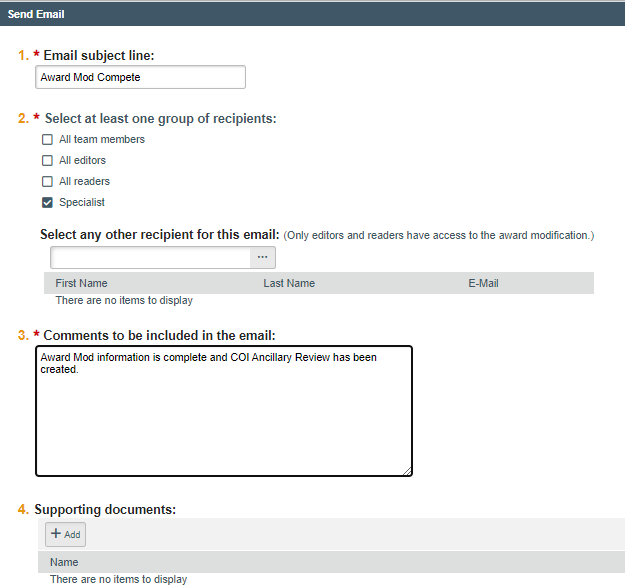 Send Email
1. * Email subject line:
Award Mod Compete
2. * Select at least one group of recipients:
All team members
All editors
All readers
Specialist
Select any other recipient for this email: (Only editors and readers have access to the award modification.)
...
First Name Last Name E-Mail
There are no items to display
3. * Comments to be included in the email:
Award Mod information is complete and COI Ancillary Review has been
created.
4. Supporting documents:
+ Add
Name
There are no items to display